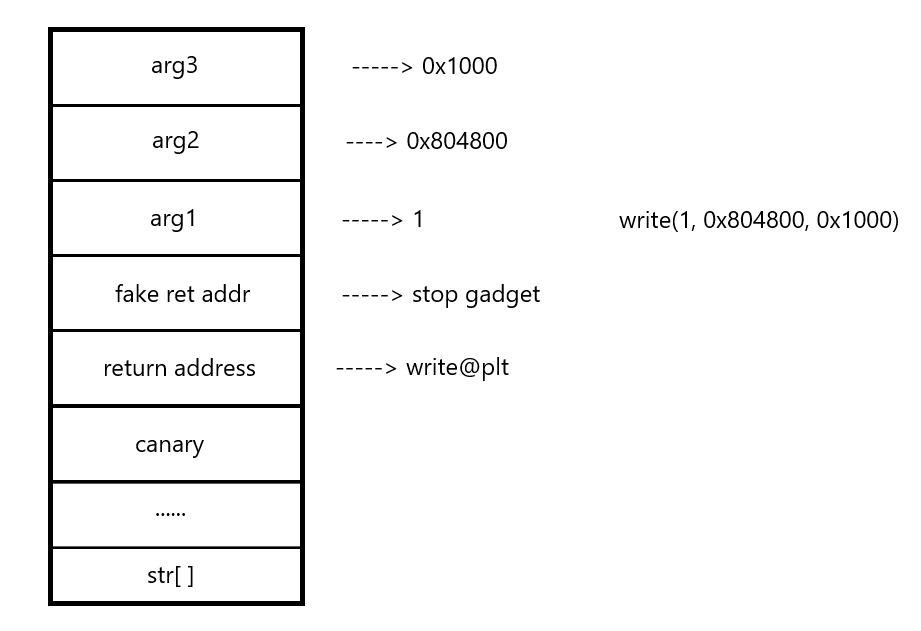 arg3 -----> 0x1000
arg2 ----> 0x804800
arg1 -----> 1 write(1, 0x804800, 0x1000)
fake ret addr -----> stop gadget
return address -----> write@plt
canary
......
str[ ]